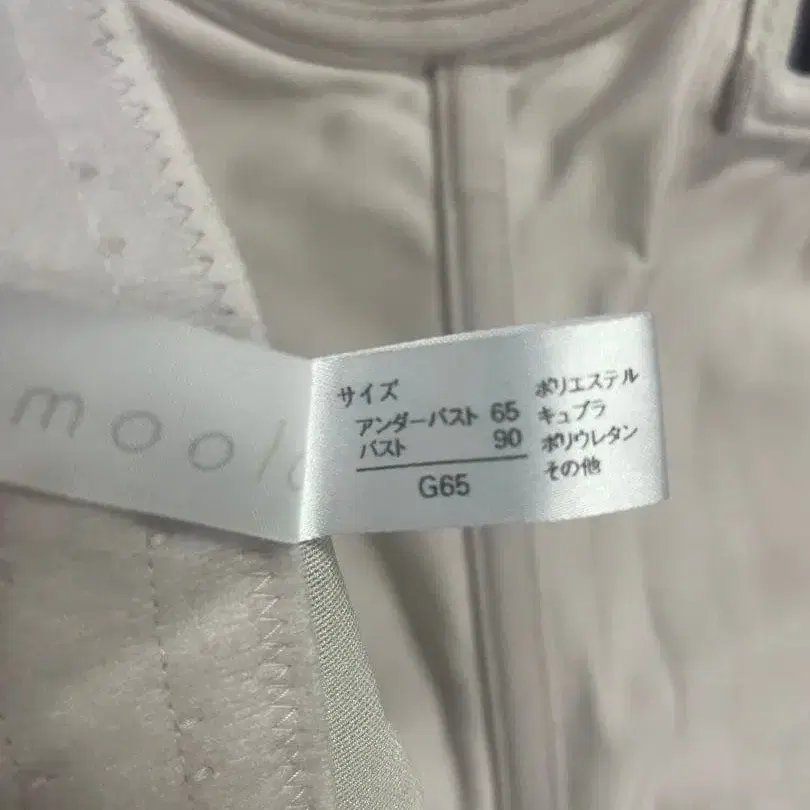 サイズ
アンダーバスト 65
バスト 90
G65
ポリエステル
キュプラ
ポリウレタン
その他